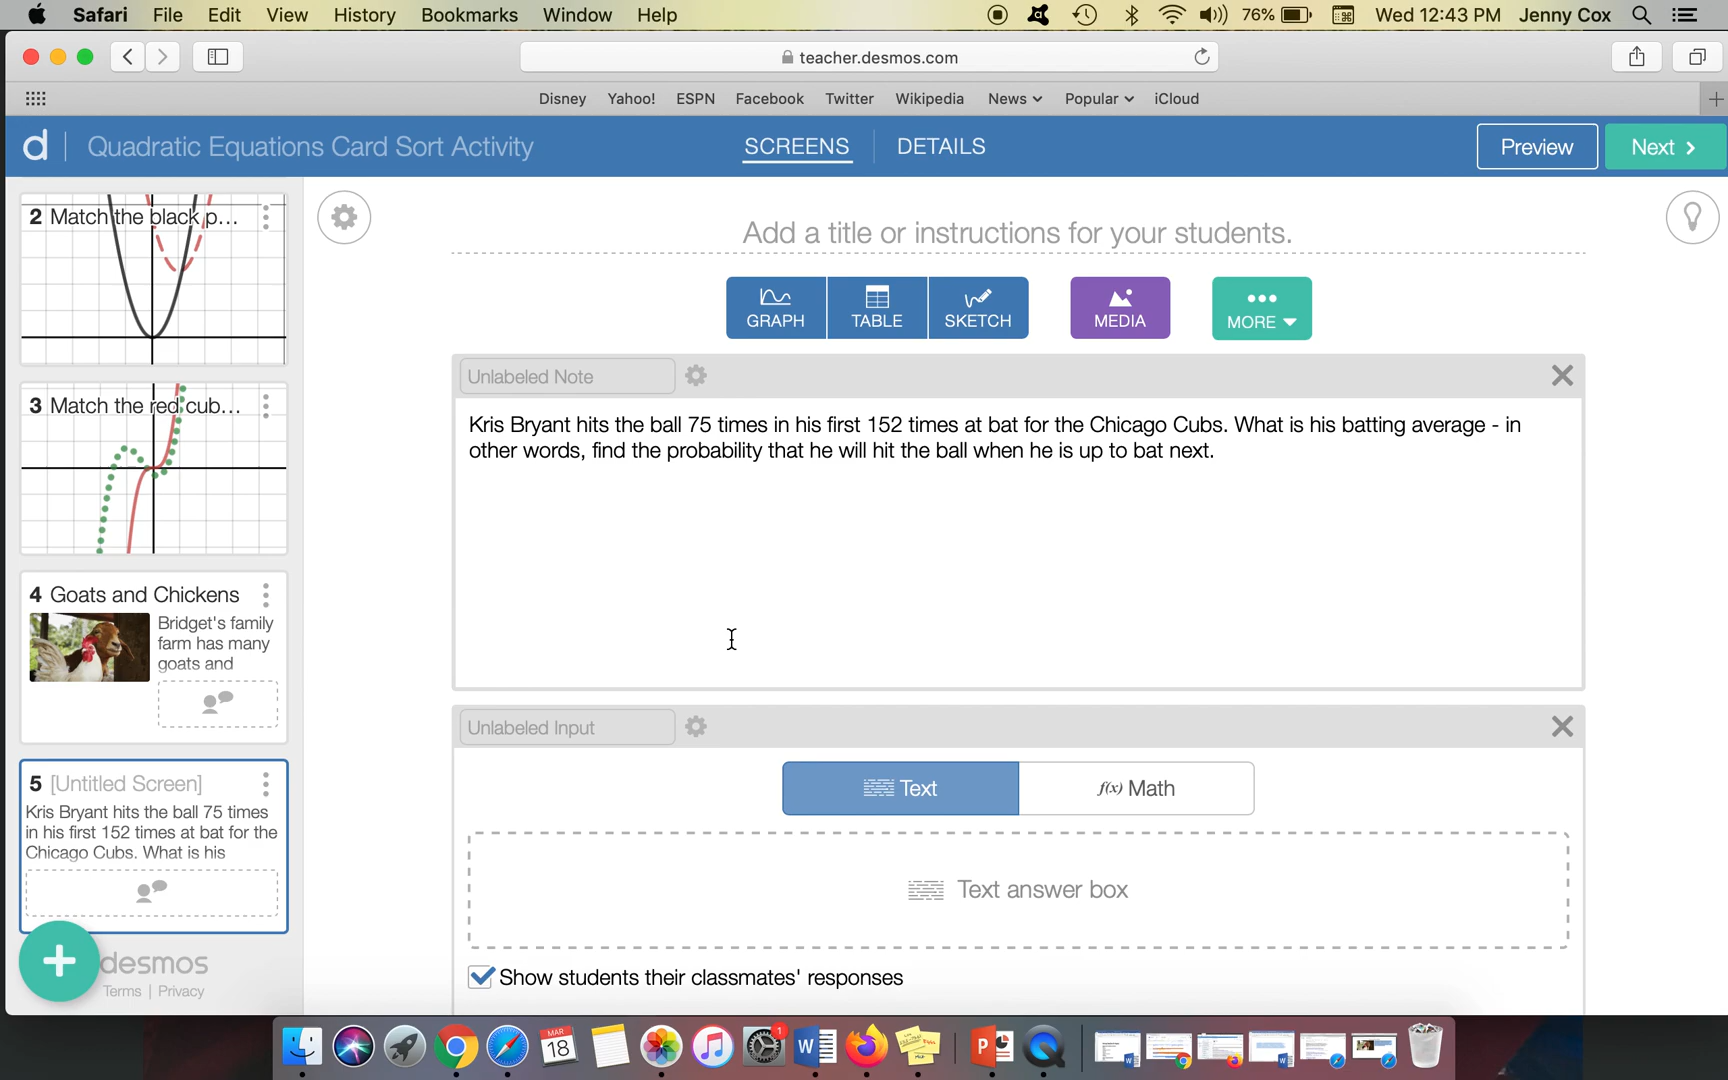 Safari File Edit View History Bookmarks Window Help 76% Wed 12:43 PM Jenny Cox
teacher.desmos.com
Disney Yahoo! ESPN Facebook Twitter Wikipedia News Popular iCloud
d Quadratic Equations Card Sort Activity SCREENS DETAILS Preview Next
2 Match the black p...
3 Match the red cub...
4 Goats and Chickens
Bridget's family
farm has many
goats and
5 [Untitled Screen]
Kris Bryant hits the ball 75 times
in his first 152 times at bat for the
Chicago Cubs. What is his
desmos
Terms | Privacy
Add a title or instructions for your students.
GRAPH TABLE SKETCH MEDIA MORE
Unlabeled Note
Kris Bryant hits the ball 75 times in his first 152 times at bat for the Chicago Cubs. What is his batting average - in
other words, find the probability that he will hit the ball when he is up to bat next.
Unlabeled Input
Text f(x) Math
Text answer box
Show students their classmates' responses
MAR
18
1